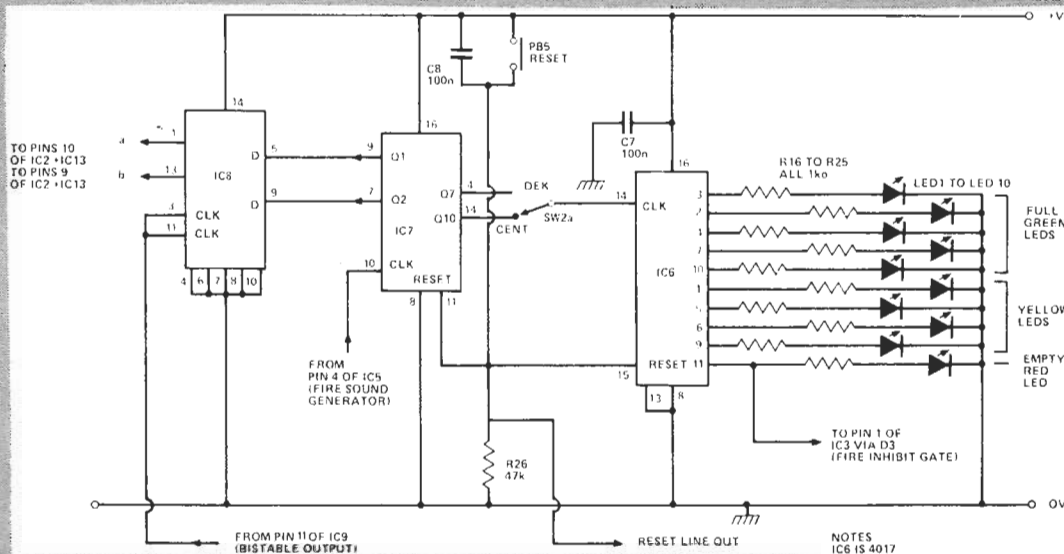 +V
PB5
RESET
C8
100n
14
16
TO PINS 10
OF IC2 + IC13
TO PINS 9
OF IC2 + IC13
a
1
b
13
3
CLK
11
CLK
IC8
D
5
D
9
4
6
7
8
10
9
Q1
7
Q2
IC7
10
CLK
RESET
8
11
Q7
4
Q10
14
DEK
CENT
SW2a
C7
100n
16
14
CLK
IC6
15
RESET
13
8
3
2
7
10
1
6
9
11
R16 TO R25
ALL 1ko
LED1 TO LED 10
FULL
GREEN
LEDS
YELLOW
LEDS
EMPTY
RED
LED
FROM
PIN 4 OF IC5
(FIRE SOUND
GENERATOR)
R26
47k
TO PIN 1 OF
IC3 VIA D3
(FIRE INHIBIT GATE)
0V
FROM PIN 11 OF IC9
(BISTABLE OUTPUT)
RESET LINE OUT
NOTES
IC6 IS 4017